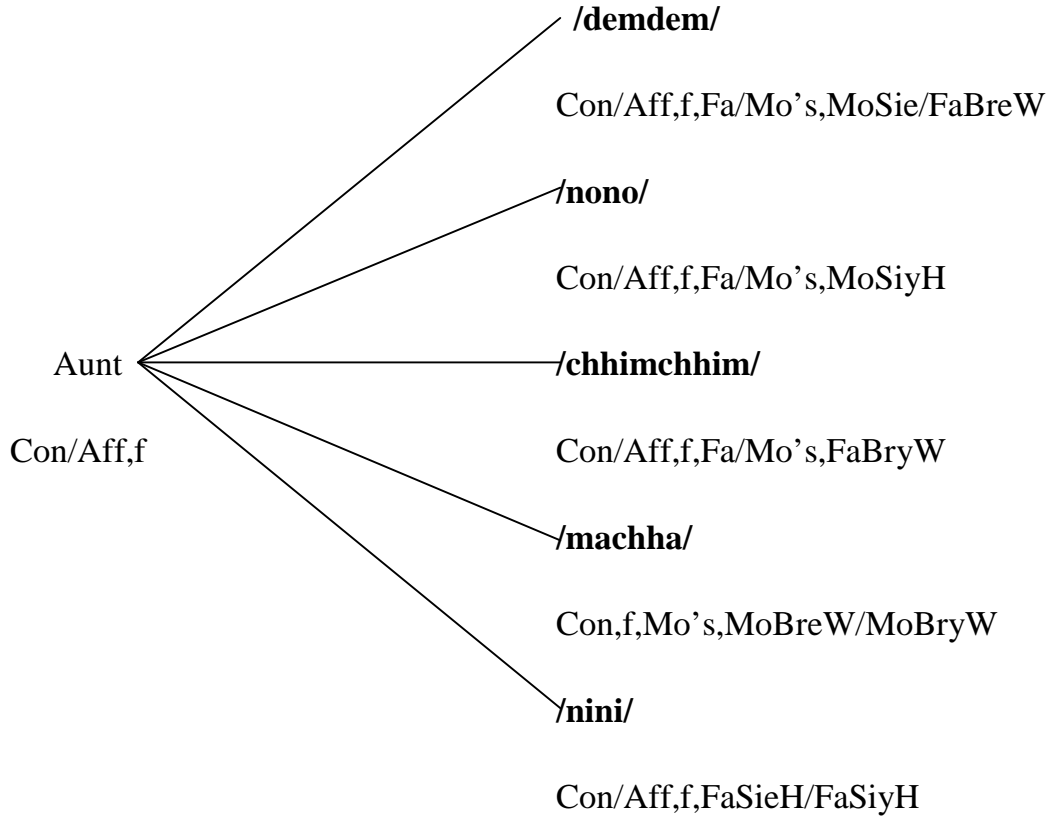 /demdem/
Con/Aff,f,Fa/Mo’s,MoSie/FaBreW
/nono/
Con/Aff,f,Fa/Mo’s,MoSiyH
Aunt
/chhimchhim/
Con/Aff,f
Con/Aff,f,Fa/Mo’s,FaBryW
/machha/
Con,f,Mo’s,MoBreW/MoBryW
/nini/
Con/Aff,f,FaSieH/FaSiyH